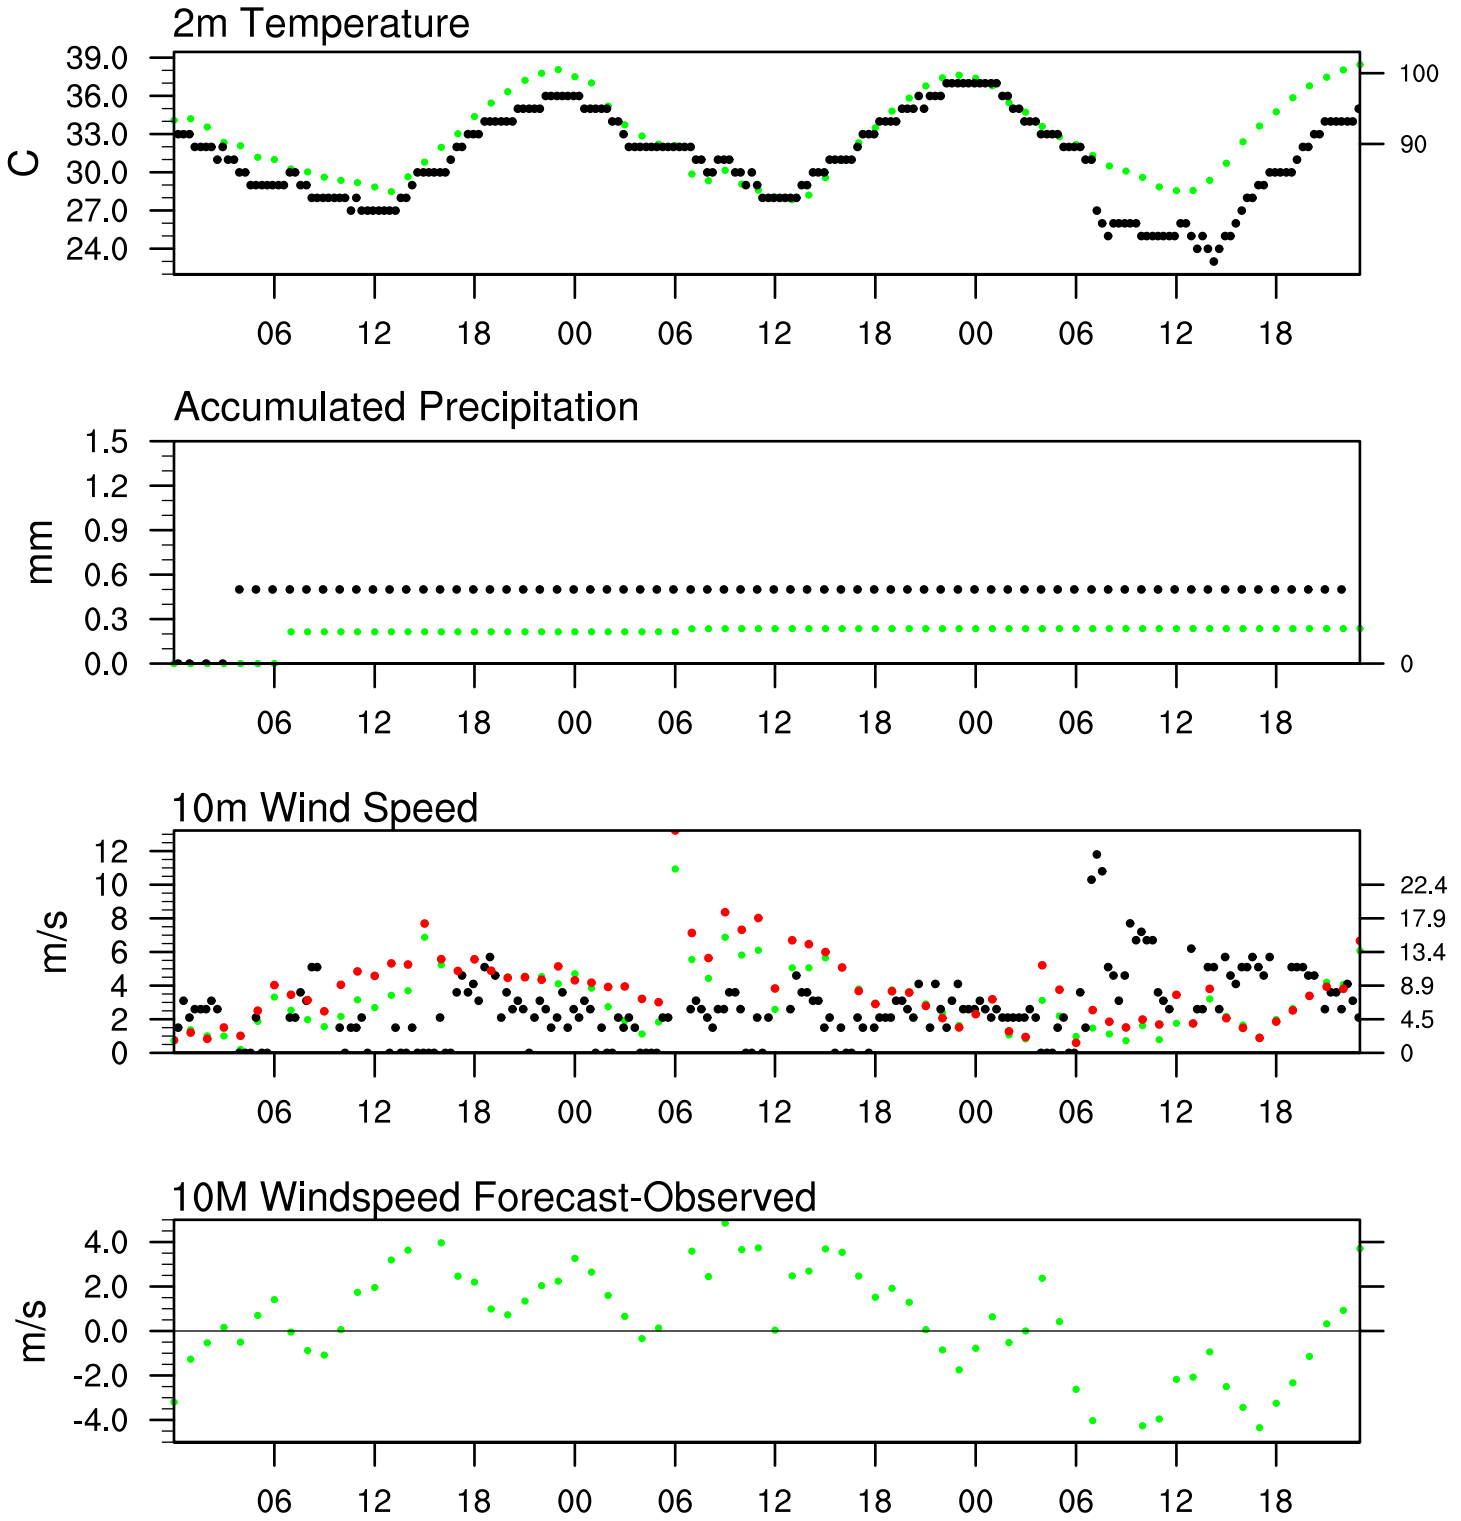 2m Temperature
39.0
36.0
33.0
30.0
27.0
24.0
C
100
90
06 12 18 00 06 12 18 00 06 12 18
Accumulated Precipitation
1.5
1.2
0.9
0.6
0.3
0.0
mm
0
06 12 18 00 06 12 18 00 06 12 18
10m Wind Speed
12
10
8
6
4
2
0
m/s
22.4
17.9
13.4
8.9
4.5
0
06 12 18 00 06 12 18 00 06 12 18
10M Windspeed Forecast-Observed
4.0
2.0
0.0
-2.0
-4.0
m/s
06 12 18 00 06 12 18 00 06 12 18